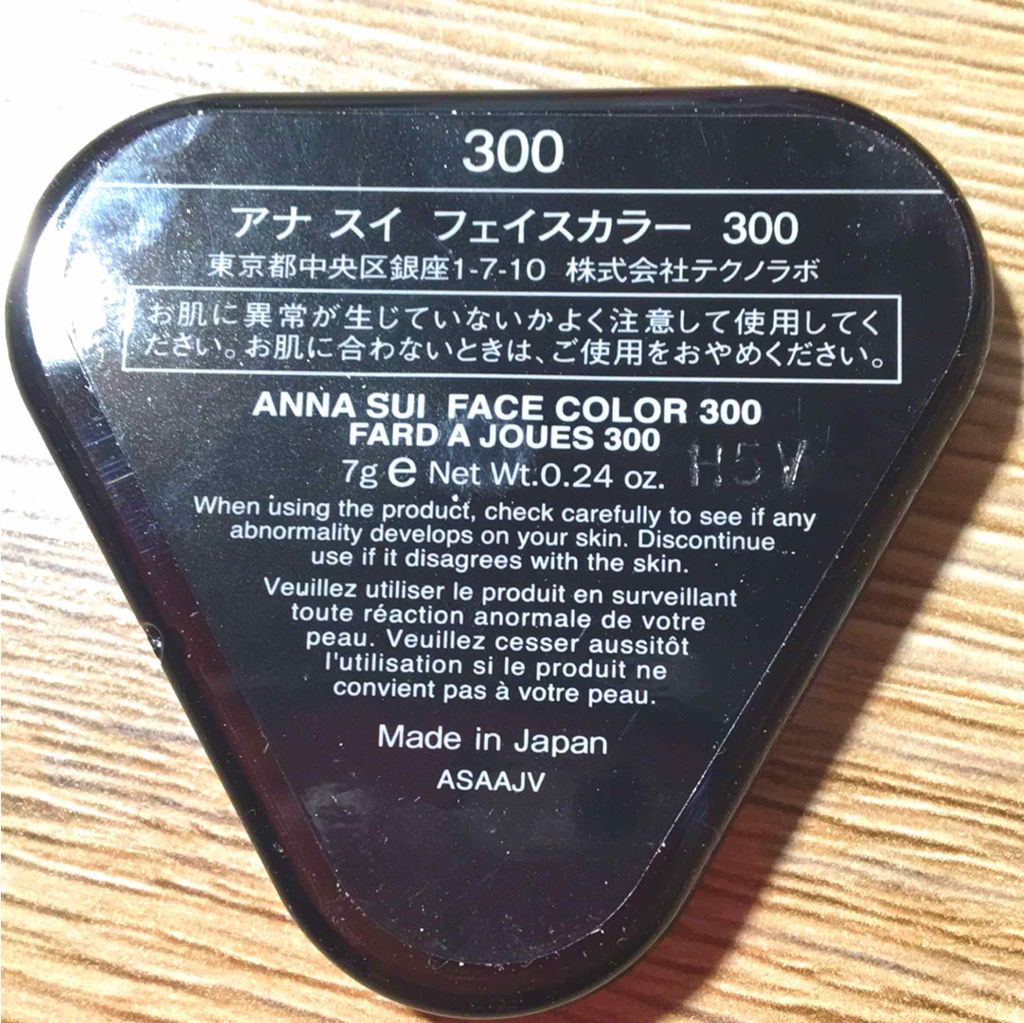 300
アナ スイ フェイスカラー 300
東京都中央区銀座1-7-10 株式会社テクノラボ
お肌に異常が生じていないかよく注意して使用してく
ださい。お肌に合わないときは、ご使用をおやめください。
ANNA SUI FACE COLOR 300
FARD A JOUES 300
7g e Net Wt.0.24 oz. H5V
When using the product, check carefully to see if any
abnormality develops on your skin. Discontinue
use if it disagrees with the skin.
Veuillez utiliser le produit en surveillant
toute réaction anormale de votre
peau. Veuillez cesser aussitôt
l'utilisation si le produit ne
convient pas à votre peau.
Made in Japan
ASAAJV